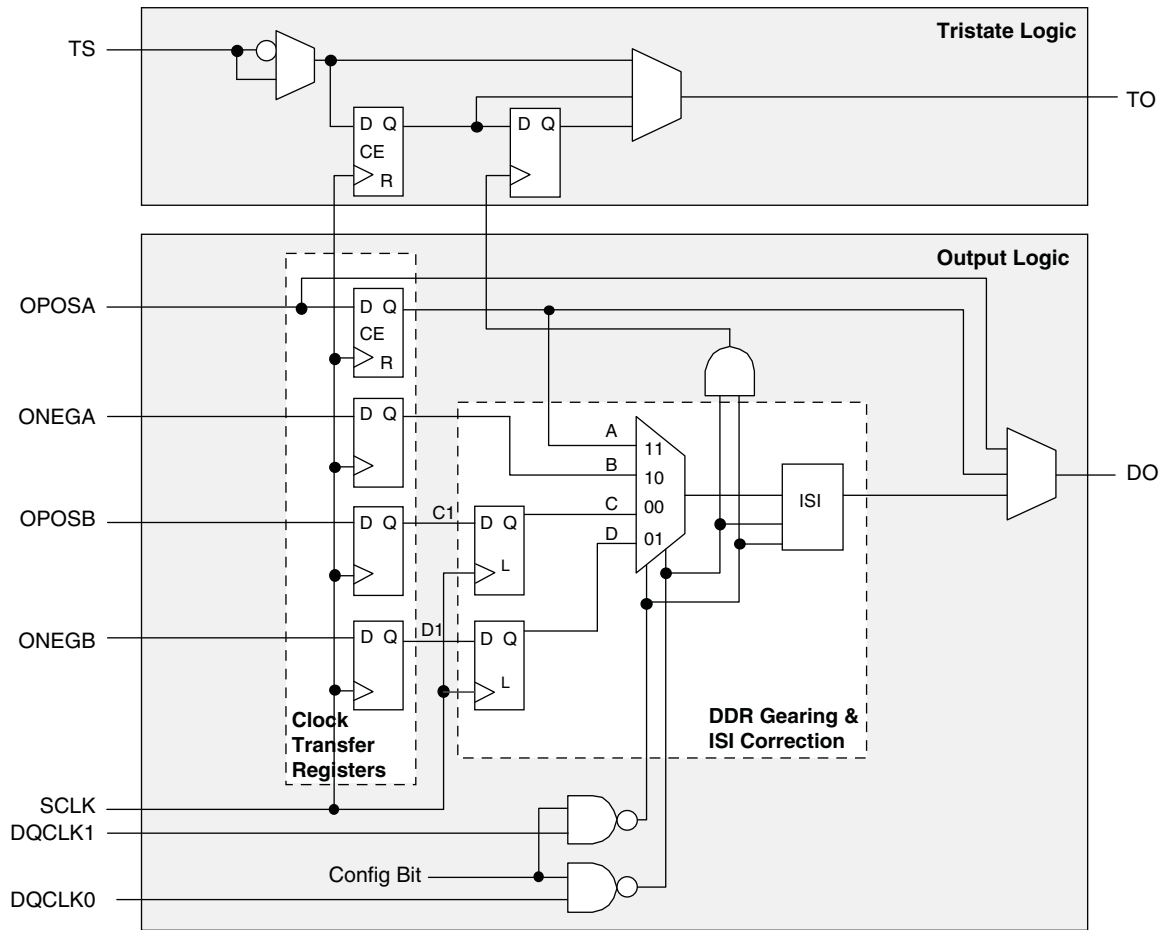 Tristate Logic
TS
TO
D Q
CE
R
D Q
Output Logic
OPOSA
D Q
CE
R
ONEGA
D Q
A
11
B
10
C
00
D
01
ISI
DO
OPOSB
D Q
C1
D Q
L
ONEGB
D Q
D1
D Q
L
Clock
Transfer
Registers
DDR Gearing &
ISI Correction
SCLK
DQCLK1
Config Bit
DQCLK0